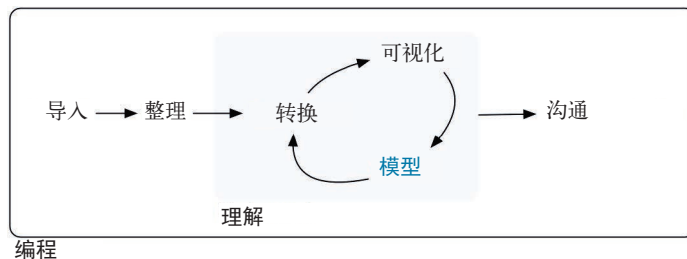 可视化
导入 整理 转换 沟通
模型
理解
编程